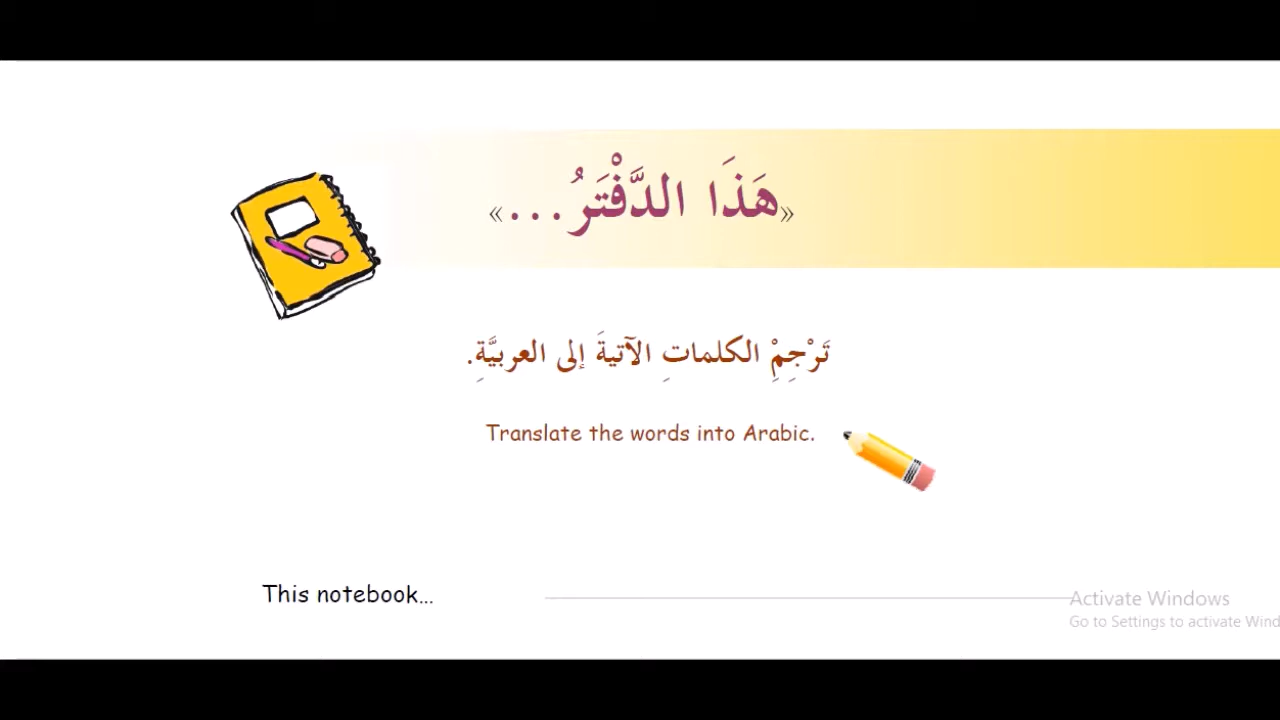 «هَذَا الدَّفْتَرُ...»
تَرْجِمِْ الكلماتِ الآتيةَ إلى العربيَّةِ.
Translate the words into Arabic.
This notebook...
Activate Windows
Go to Settings to activate Wind